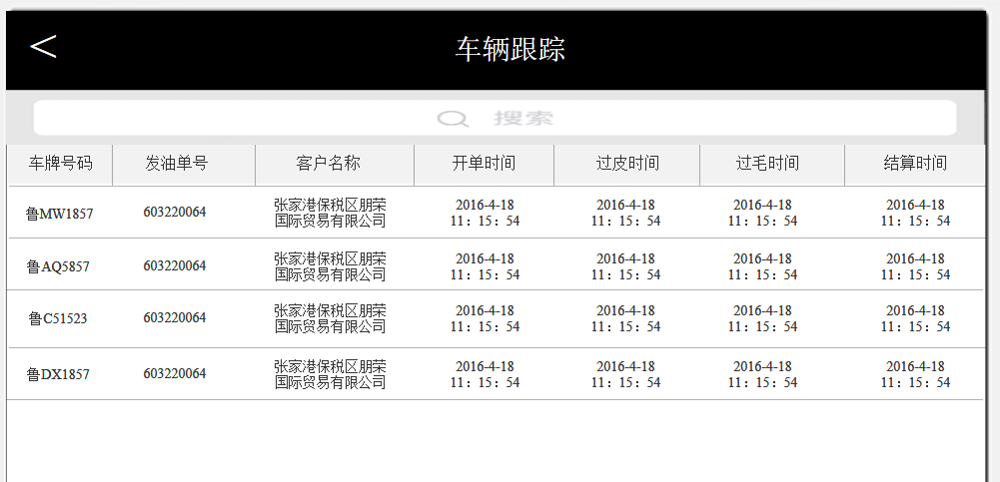 <
车辆跟踪
搜索
车牌号码 发油单号 客户名称 开单时间 过皮时间 过毛时间 结算时间
鲁MW1857 603220064 张家港保税区朋荣 2016-4-18 2016-4-18 2016-4-18 2016-4-18
国际贸易有限公司 11：15：54 11：15：54 11：15：54 11：15：54
鲁AQ5857 603220064 张家港保税区朋荣 2016-4-18 2016-4-18 2016-4-18 2016-4-18
国际贸易有限公司 11：15：54 11：15：54 11：15：54 11：15：54
鲁C51523 603220064 张家港保税区朋荣 2016-4-18 2016-4-18 2016-4-18 2016-4-18
国际贸易有限公司 11：15：54 11：15：54 11：15：54 11：15：54
鲁DX1857 603220064 张家港保税区朋荣 2016-4-18 2016-4-18 2016-4-18 2016-4-18
国际贸易有限公司 11：15：54 11：15：54 11：15：54 11：15：54